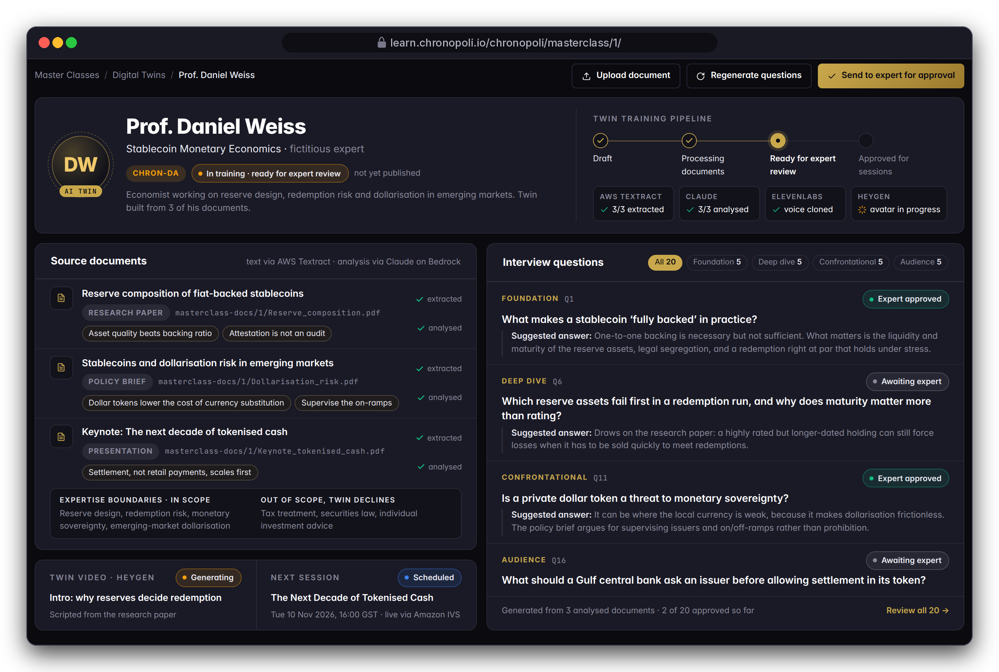 learn.chronopoli.io/chronopoli/masterclass/1/
Master Classes / Digital Twins / Prof. Daniel Weiss
Upload document
Regenerate questions
Send to expert for approval
DW
AI TWIN
Prof. Daniel Weiss
Stablecoin Monetary Economics · fictitious expert
CHRON-DA
In training · ready for expert review
not yet published
Economist working on reserve design, redemption risk and dollarisation in emerging markets. Twin
built from 3 of his documents.
TWIN TRAINING PIPELINE
Draft
Processing
documents
Ready for expert
review
Approved for
sessions
AWS TEXTRACT
3/3 extracted
CLAUDE
3/3 analysed
ELEVENLABS
voice cloned
HEYGEN
avatar in progress
Source documents
text via AWS Textract · analysis via Claude on Bedrock
Reserve composition of fiat-backed stablecoins
RESEARCH PAPER
masterclass-docs/1/Reserve_composition.pdf
Asset quality beats backing ratio
Attestation is not an audit
extracted
analysed
Stablecoins and dollarisation risk in emerging markets
POLICY BRIEF
masterclass-docs/1/Dollarisation_risk.pdf
Dollar tokens lower the cost of currency substitution
Supervise the on-ramps
extracted
analysed
Keynote: The next decade of tokenised cash
PRESENTATION
masterclass-docs/1/Keynote_tokenised_cash.pdf
Settlement, not retail payments, scales first
extracted
analysed
EXPERTISE BOUNDARIES · IN SCOPE
Reserve design, redemption risk, monetary
sovereignty, emerging-market dollarisation
OUT OF SCOPE, TWIN DECLINES
Tax treatment, securities law, individual
investment advice
TWIN VIDEO · HEYGEN
Generating
Intro: why reserves decide redemption
Scripted from the research paper
NEXT SESSION
Scheduled
The Next Decade of Tokenised Cash
Tue 10 Nov 2026, 16:00 GST · live via Amazon IVS
Interview questions
All 20
Foundation 5
Deep dive 5
Confrontational 5
Audience 5
FOUNDATION Q1
Expert approved
What makes a stablecoin ‘fully backed’ in practice?
Suggested answer: One-to-one backing is necessary but not sufficient. What matters is the liquidity and
maturity of the reserve assets, legal segregation, and a redemption right at par that holds under stress.
DEEP DIVE Q6
Awaiting expert
Which reserve assets fail first in a redemption run, and why does maturity matter more
than rating?
Suggested answer: Draws on the research paper: a highly rated but longer-dated holding can still force
losses when it has to be sold quickly to meet redemptions.
CONFRONTATIONAL Q11
Expert approved
Is a private dollar token a threat to monetary sovereignty?
Suggested answer: It can be where the local currency is weak, because it makes dollarisation frictionless.
The policy brief argues for supervising issuers and on/off-ramps rather than prohibition.
AUDIENCE Q16
Awaiting expert
What should a Gulf central bank ask an issuer before allowing settlement in its token?
Generated from 3 analysed documents · 2 of 20 approved so far
Review all 20 →